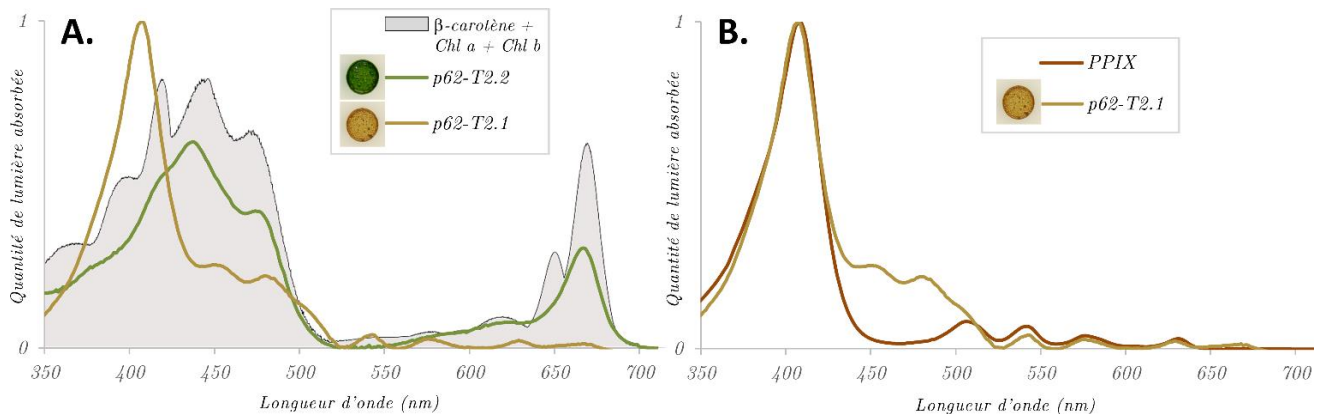 A.
1
0
Quantité de lumière absorbée
β-carotène +
Chl a + Chl b
p62-T2.2
p62-T2.1
350 400 450 500 550 600 650 700
Longueur d'onde (nm)
B.
1
0
Quantité de lumière absorbée
PPIX
p62-T2.1
350 400 450 500 550 600 650 700
Longueur d'onde (nm)